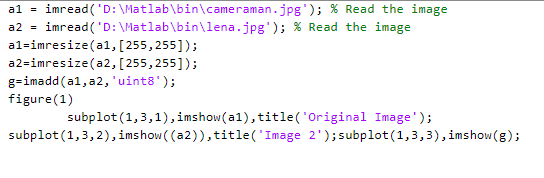 a1 = imread('D:\Matlab\bin\cameraman.jpg'); % Read the image
a2 = imread('D:\Matlab\bin\lena.jpg'); % Read the image
a1=imresize(a1,[255,255]);
a2=imresize(a2,[255,255]);
g=imadd(a1,a2,'uint8');
figure(1)
subplot(1,3,1),imshow(a1),title('Original Image');
subplot(1,3,2),imshow((a2)),title('Image 2');subplot(1,3,3),imshow(g);